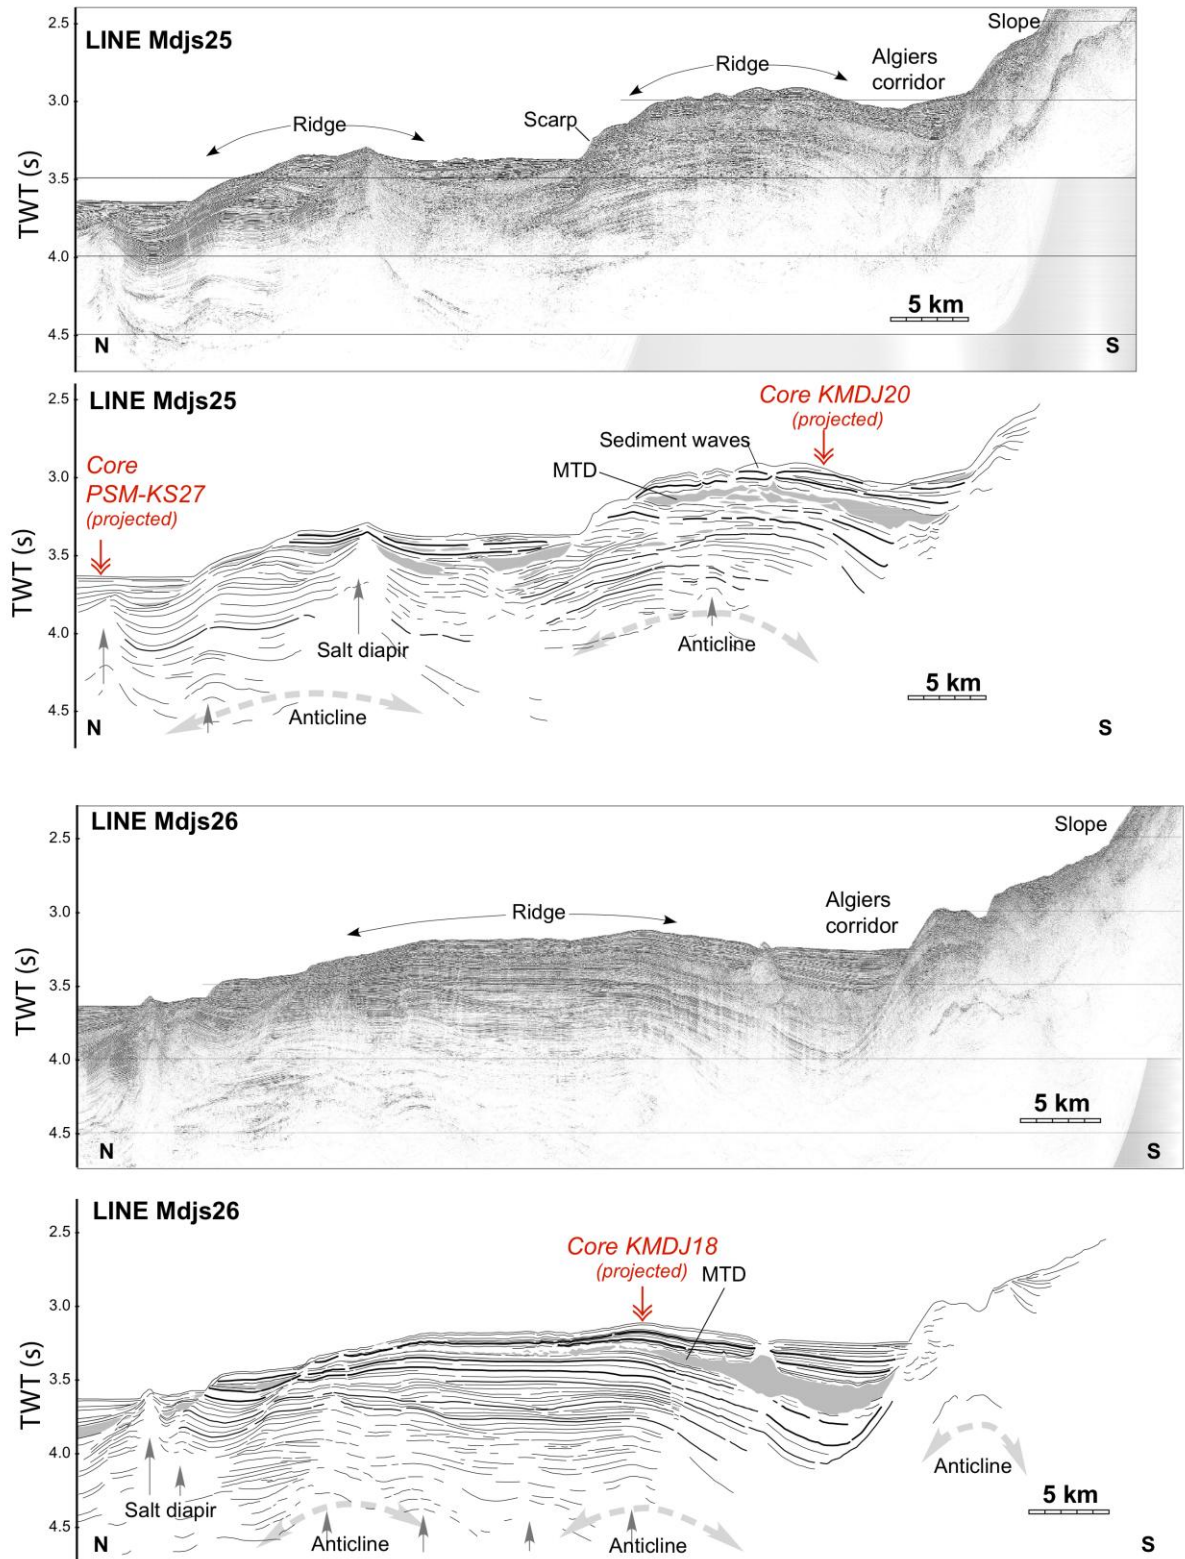 2.5
LINE Mdjs25
Slope
Ridge
Algiers
corridor
3.0
Scarp
Ridge
3.5
TWT (s)
4.0
5 km
4.5
N
S
LINE Mdjs25
2.5
Core KMDJ20
(projected)
Sediment waves
MTD
Core
PSM-KS27
(projected)
3.0
3.5
TWT (s)
4.0
Salt diapir
Anticline
5 km
4.5
Anticline
N
S
LINE Mdjs26
2.5
Slope
Algiers
corridor
Ridge
3.0
TWT (s)
3.5
4.0
5 km
4.5
N
S
LINE Mdjs26
2.5
Core KMDJ18
(projected)
MTD
3.0
TWT (s)
3.5
4.0
Anticline
Salt diapir
5 km
4.5
Anticline
Anticline
N
S